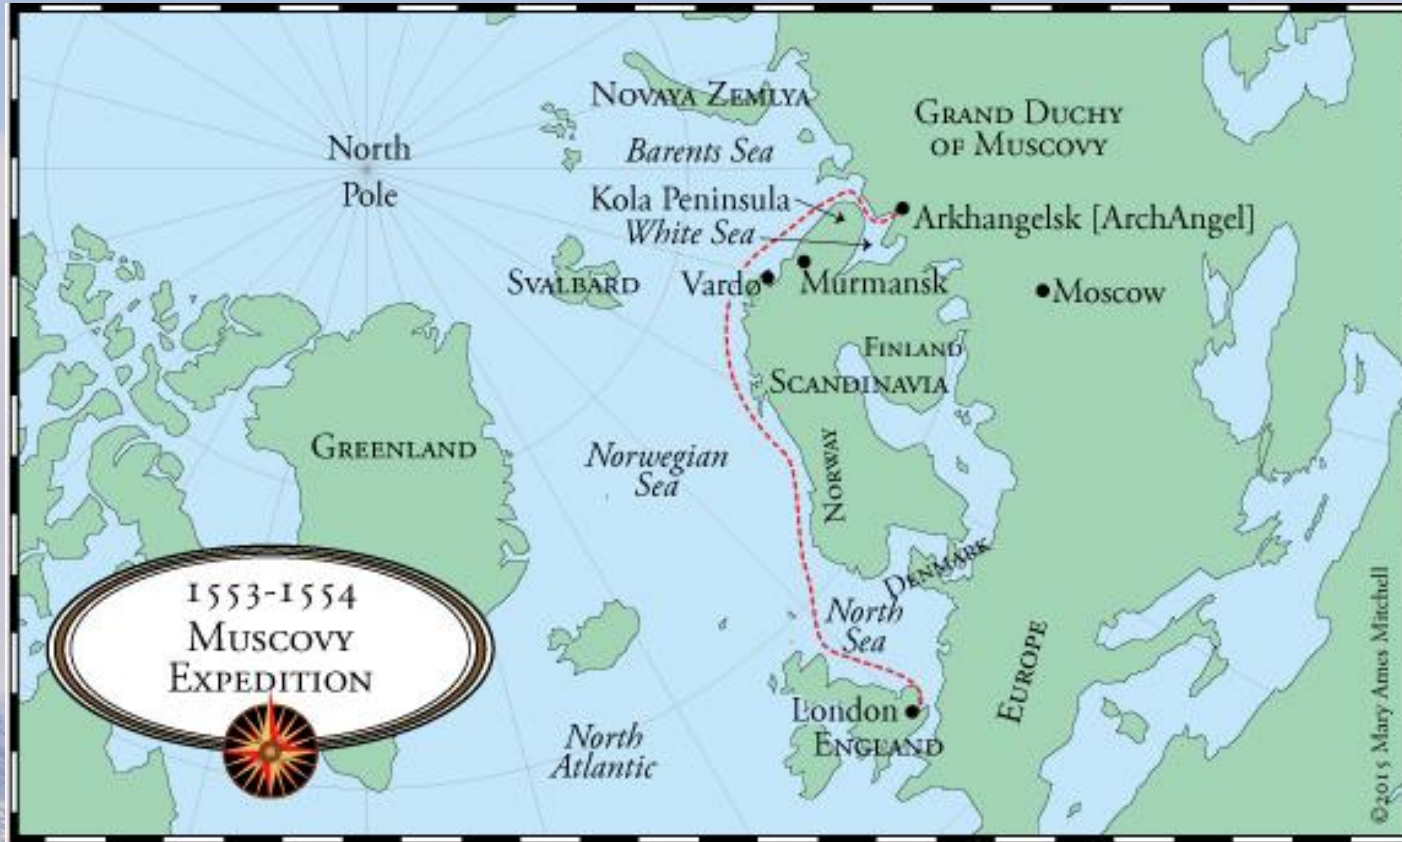 Novaya Zemlya
Grand Duchy
of Muscovy
North
Pole
Barents Sea
Kola Peninsula
White Sea
Arkhangelsk [ArchAngel]
Svalbard
Vardø
Murmansk
Moscow
Finland
Scandinavia
Greenland
Norwegian
Sea
Norway
Denmark
1553-1554
Muscovy
Expedition
North
Sea
Europe
London
England
North
Atlantic
©2015 Mary Ames Mitchell